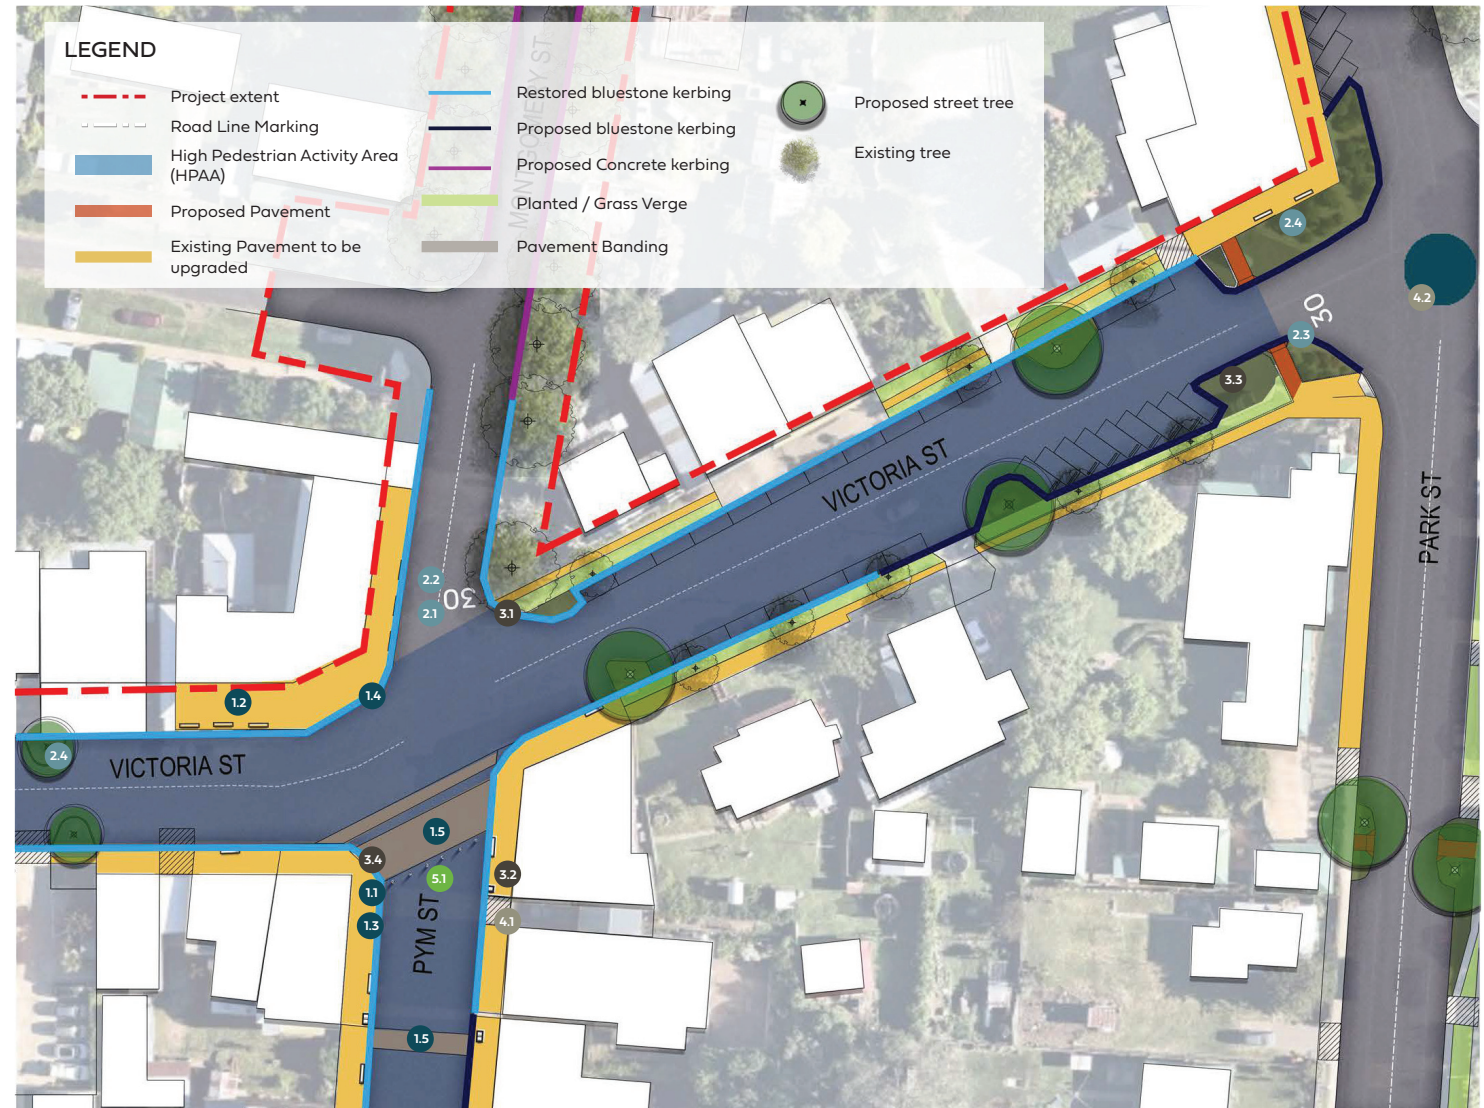 LEGEND
Project extent
Road Line Marking
High Pedestrian Activity Area
(HPAA)
Proposed Pavement
Existing Pavement to be
upgraded
Restored bluestone kerbing
Proposed bluestone kerbing
Proposed Concrete kerbing
Planted / Grass Verge
Pavement Banding
Proposed street tree
Existing tree
MONTGOMERY ST
2.4
4.2
30
2.3
3.3
VICTORIA ST
PARK ST
2.2
30
2.1
3.1
1.2
1.4
2.4
VICTORIA ST
1.5
3.4
5.1
3.2
1.1
1.3
4.1
PYM ST
1.5